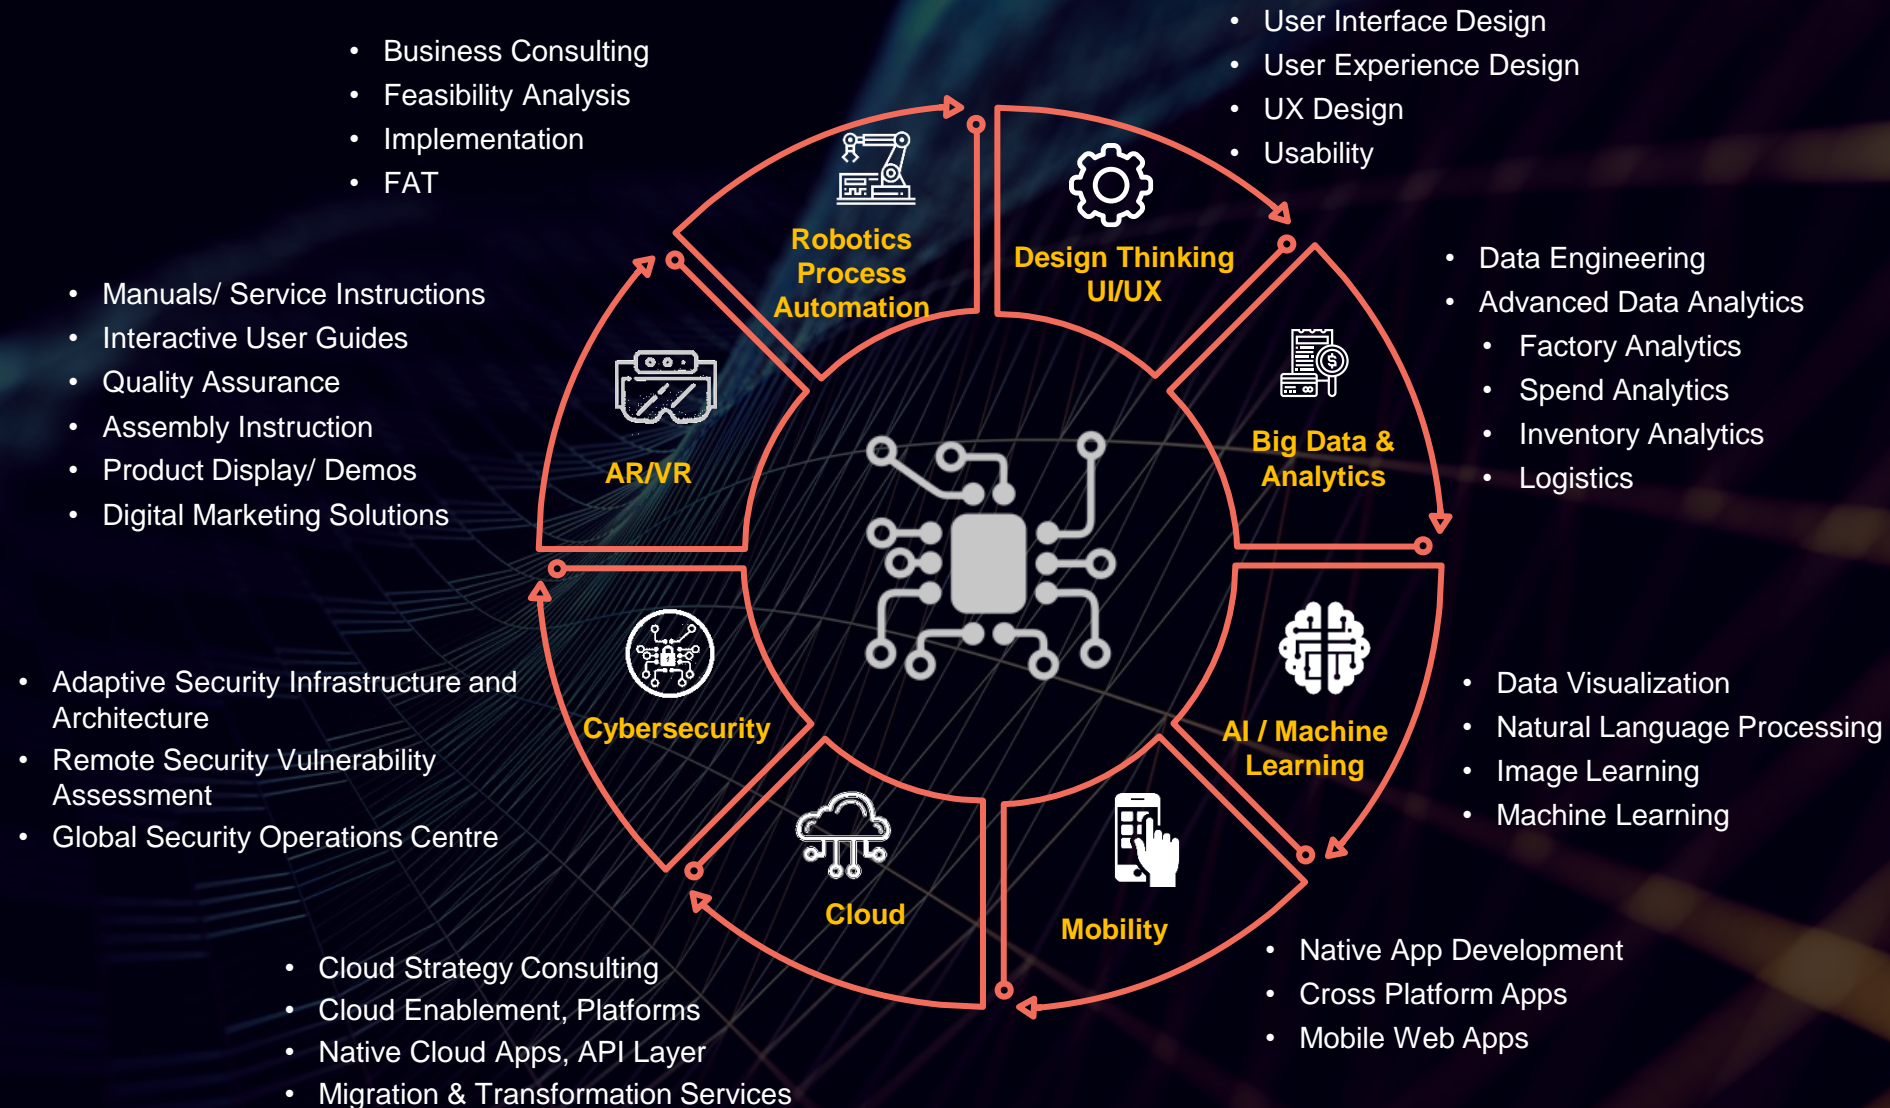 • User Interface Design
• User Experience Design
• UX Design
• Usability
• Business Consulting
• Feasibility Analysis
• Implementation
• FAT
Robotics
Process
Automation
Design Thinking
UI/UX
• Data Engineering
• Advanced Data Analytics
• Factory Analytics
• Spend Analytics
• Inventory Analytics
• Logistics
• Manuals/ Service Instructions
• Interactive User Guides
• Quality Assurance
• Assembly Instruction
• Product Display/ Demos
• Digital Marketing Solutions
AR/VR
Big Data &
Analytics
• Adaptive Security Infrastructure and
Architecture
• Remote Security Vulnerability
Assessment
• Global Security Operations Centre
Cybersecurity
AI / Machine
Learning
• Data Visualization
• Natural Language Processing
• Image Learning
• Machine Learning
Cloud
Mobility
• Cloud Strategy Consulting
• Cloud Enablement, Platforms
• Native Cloud Apps, API Layer
• Migration & Transformation Services
• Native App Development
• Cross Platform Apps
• Mobile Web Apps